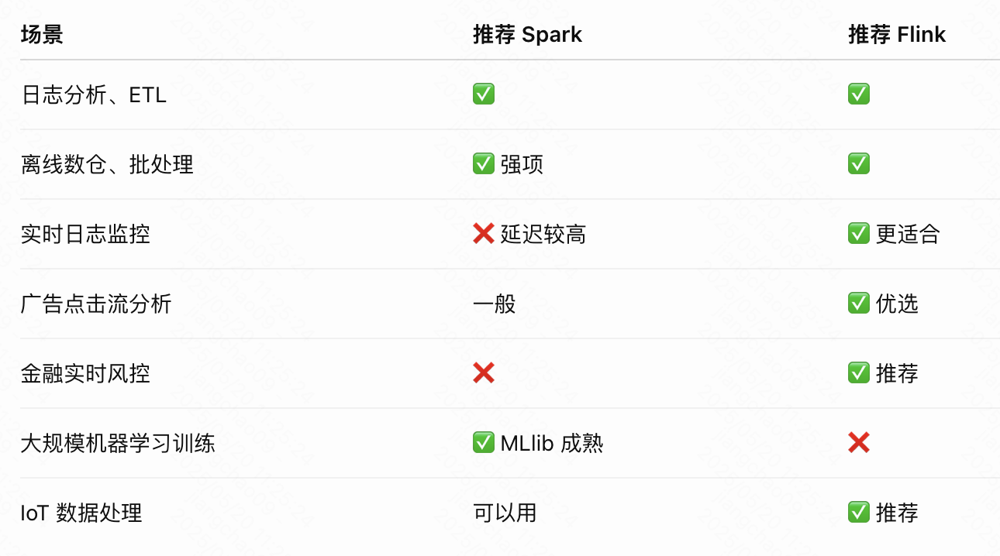 场景 推荐 Spark 推荐 Flink
日志分析、ETL ✅ ✅
离线数仓、批处理 ✅ 强项 ✅
实时日志监控 ❌ 延迟较高 ✅ 更适合
广告点击流分析 一般 ✅ 优选
金融实时风控 ❌ ✅ 推荐
大规模机器学习训练 ✅ MLlib 成熟 ❌
IoT 数据处理 可以用 ✅ 推荐